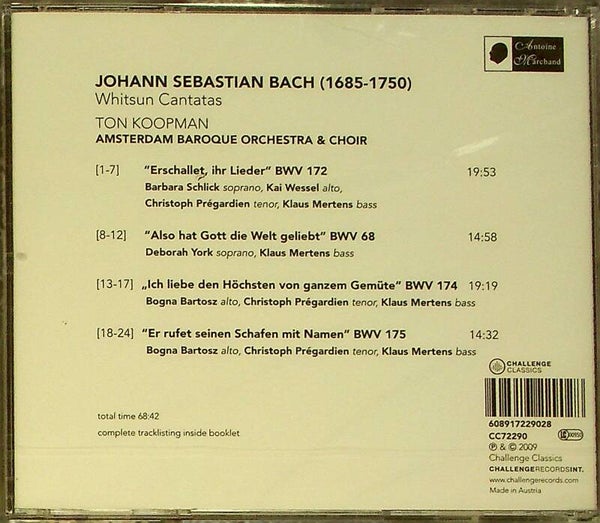 Antoine
Marchand
JOHANN SEBASTIAN BACH (1685-1750)
Whitsun Cantatas
TON KOOPMAN
AMSTERDAM BAROQUE ORCHESTRA & CHOIR
[1-7] “Erschallet, ihr Lieder” BWV 172 19:53
Barbara Schlick soprano, Kai Wessel alto,
Christoph Prégardien tenor, Klaus Mertens bass
[8-12] “Also hat Gott die Welt geliebt” BWV 68 14:58
Deborah York soprano, Klaus Mertens bass
[13-17] „Ich liebe den Höchsten von ganzem Gemüte” BWV 174 19:19
Bogna Bartosz alto, Christoph Prégardien tenor, Klaus Mertens bass
[18-24] “Er rufet seinen Schafen mit Namen” BWV 175 14:32
Bogna Bartosz alto, Christoph Prégardien tenor, Klaus Mertens bass
CHALLENGE
CLASSICS
total time 68:42
complete tracklisting inside booklet
608917229028
CC72290
℗ & © 2009
Challenge Classics
CHALLENGERECORDSINT.
www.challengerecords.com
Made in Austria